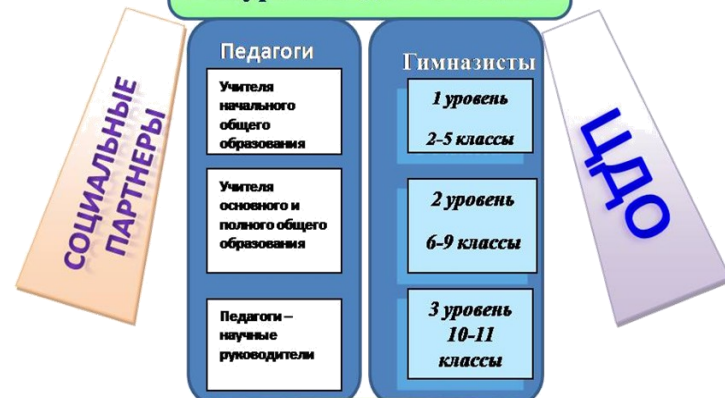 СОЦИАЛЬНЫЕ
ПАРТНЕРЫ
Педагоги
Учителя
начального
общего
образования
Учителя
основного и
полного общего
образования
Педагоги –
научные
руководители
Гимназисты
1 уровень
2-5 классы
2 уровень
6-9 классы
3 уровень
10-11
классы
ЦДО